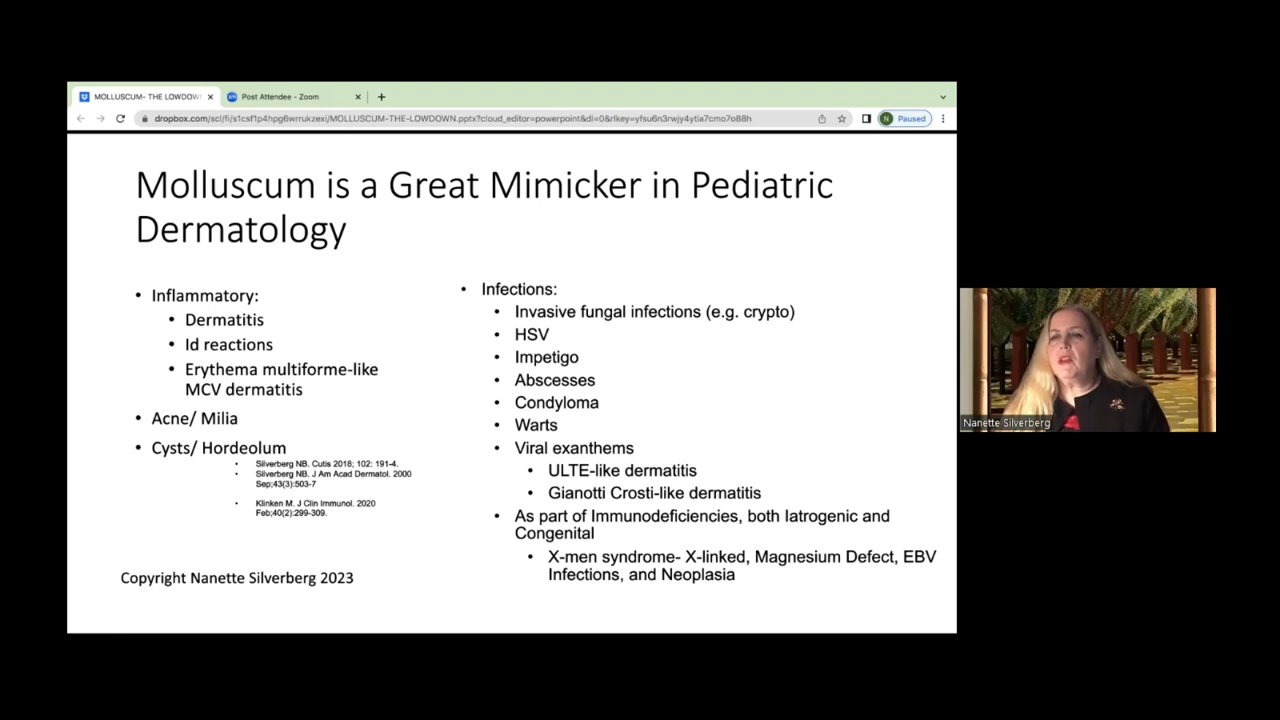 MOLLUSCUM- THE LOWDOW
Post Attendee - Zoom
dropbox.com/scl/fi/s1csf1p4hpg6wrrukzexi/MOLLUSCUM-THE-LOWDOWN.pptx?cloud_editor=powerpoint&dl=0&rlkey=yfsu6n3rwjy4ytia7cmo7o88h
N
Paused
Molluscum is a Great Mimicker in Pediatric
Dermatology
• Inflammatory:
• Dermatitis
• Id reactions
• Erythema multiforme-like
MCV dermatitis
• Acne/ Milia
• Cysts/ Hordeolum
• Silverberg NB. Cutis 2018; 102: 191-4.
• Silverberg NB. J Am Acad Dermatol. 2000
Sep;43(3):503-7
• Klinken M. J Clin Immunol. 2020
Feb;40(2):299-309.
Copyright Nanette Silverberg 2023
• Infections:
• Invasive fungal infections (e.g. crypto)
• HSV
• Impetigo
• Abscesses
• Condyloma
• Warts
• Viral exanthems
• ULTE-like dermatitis
• Gianotti Crosti-like dermatitis
• As part of Immunodeficiencies, both Iatrogenic and
Congenital
• X-men syndrome- X-linked, Magnesium Defect, EBV
Infections, and Neoplasia
Nanette Silverberg